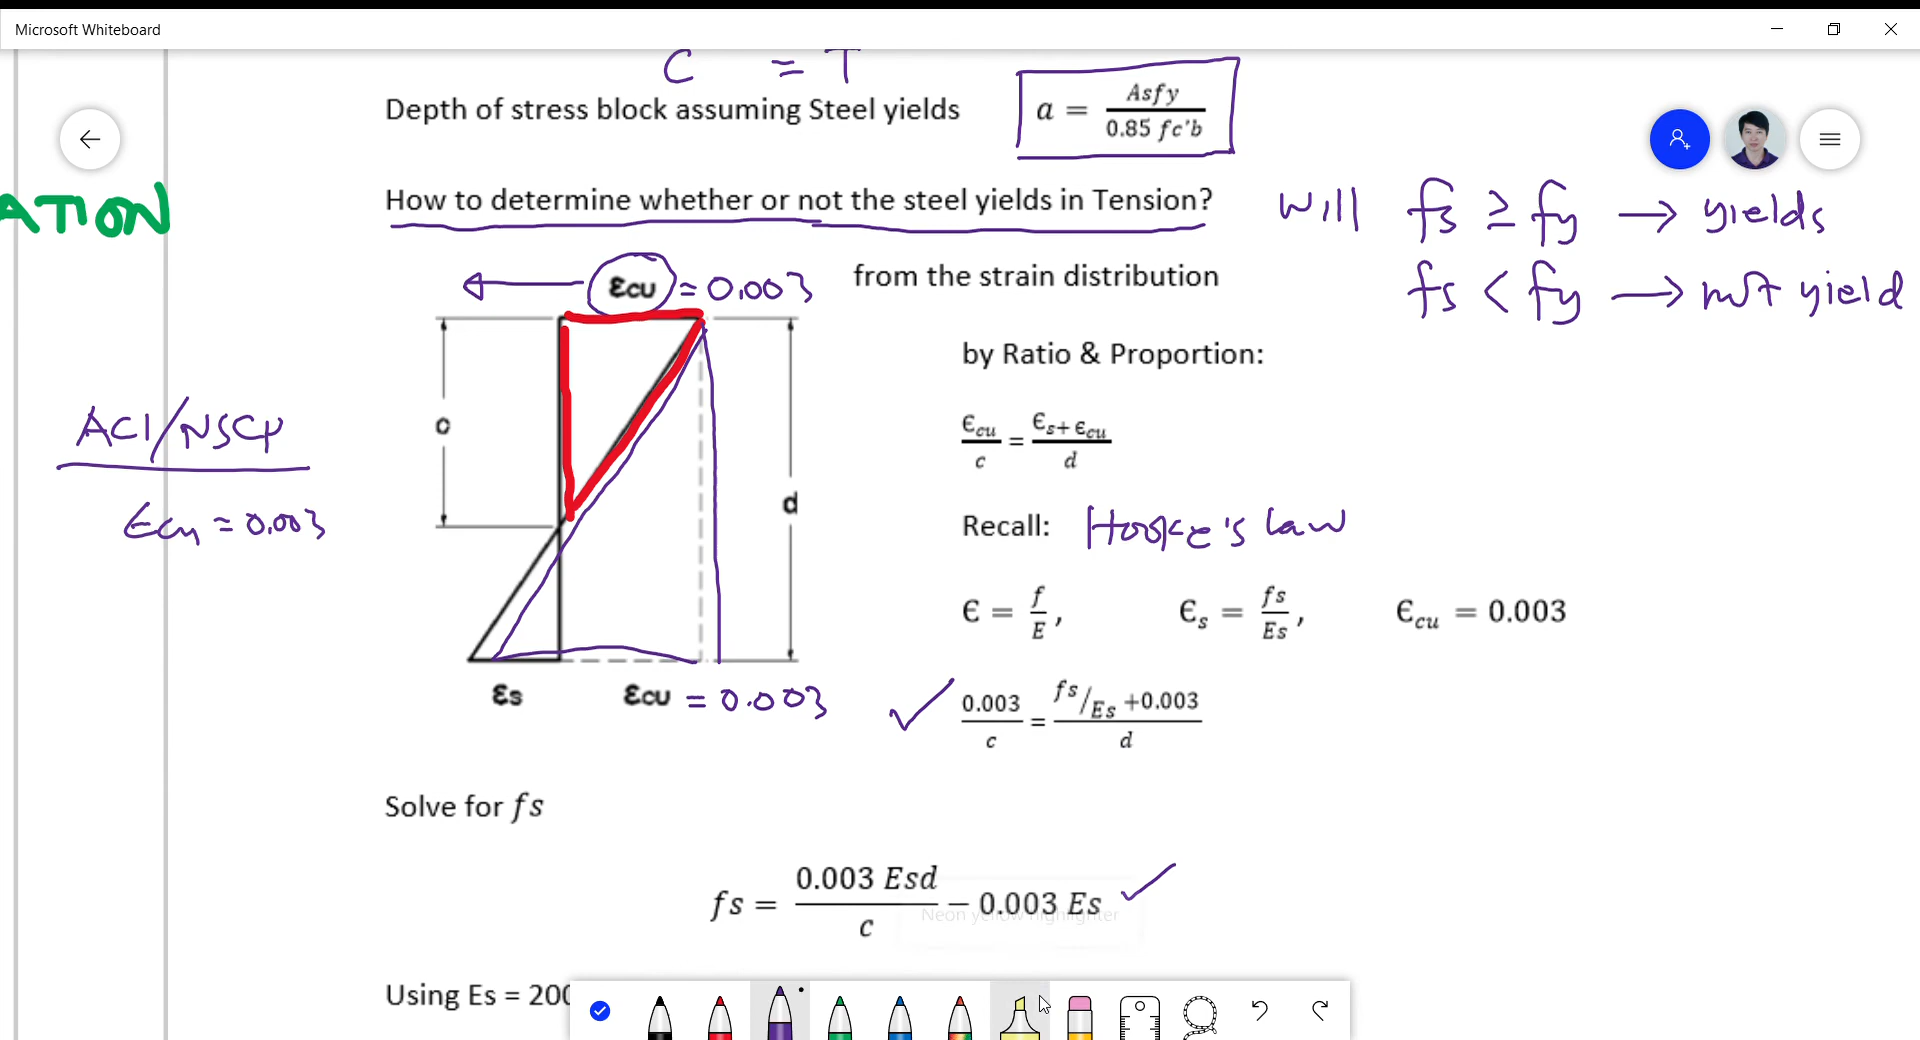 Microsoft Whiteboard
C = T
Depth of stress block assuming Steel yields
a = Asfy / 0.85 fc'b
ATION
How to determine whether or not the steel yields in Tension?
will fs ≥ fy → yields
fs < fy → not yield
εcu = 0.003
from the strain distribution
by Ratio & Proportion:
c
d
ACI/NSCP
εcu = 0.003
ϵcu / c = ϵs + ϵcu / d
Recall: Hooke's Law
ϵ = f / E , ϵs = fs / Es , ϵcu = 0.003
εs εcu = 0.003
0.003 / c = fs/Es +0.003 / d
Solve for fs
fs = 0.003 Esd / c − 0.003 Es
Neon yellow highlighter
Using Es = 200